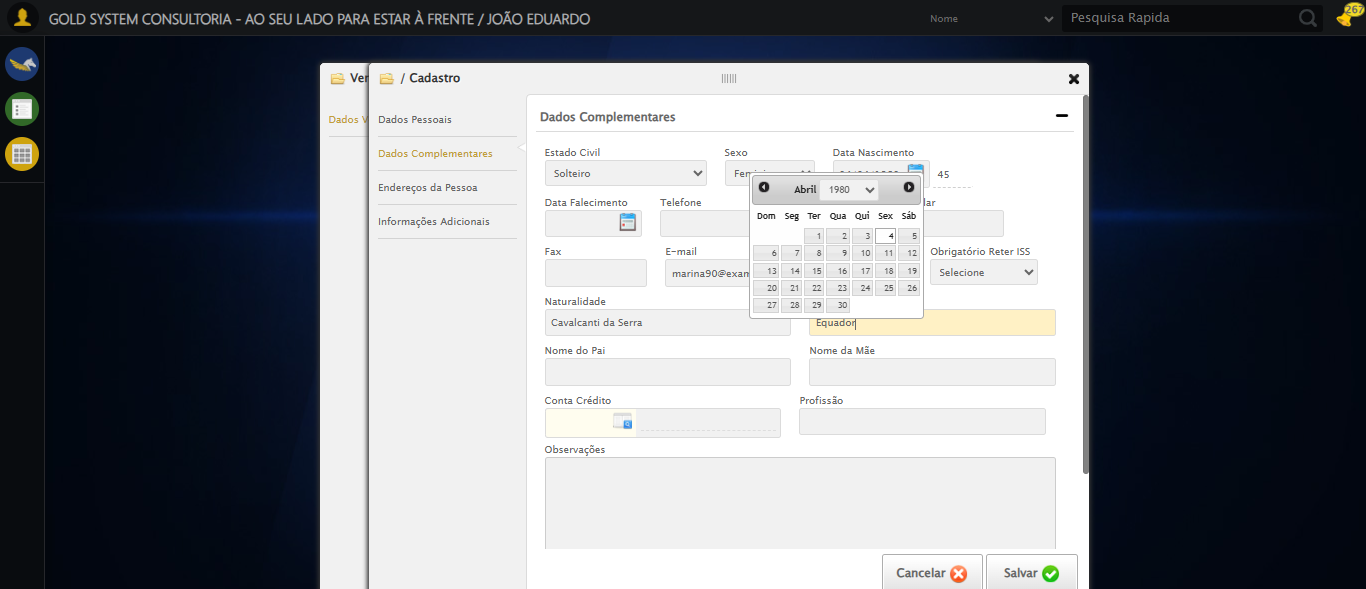 GOLD SYSTEM CONSULTORIA - AO SEU LADO PARA ESTAR À FRENTE / JOÃO EDUARDO
Nome
Pesquisa Rapida
267
Ver
/ Cadastro
Dados V
Dados Pessoais
Dados Complementares
Endereços da Pessoa
Informações Adicionais
Dados Complementares
Estado Civil
Sexo
Data Nascimento
Solteiro
45
Data Falecimento
Telefone
lar
Fax
E-mail
Obrigatório Reter ISS
marina90@exam
Selecione
Abril 1980
Dom Seg Ter Qua Qui Sex Sáb
1 2 3 4 5
6 7 8 9 10 11 12
13 14 15 16 17 18 19
20 21 22 23 24 25 26
27 28 29 30
Naturalidade
Cavalcanti da Serra
Equador
Nome do Pai
Nome da Mãe
Conta Crédito
Profissão
Observações
Cancelar
Salvar